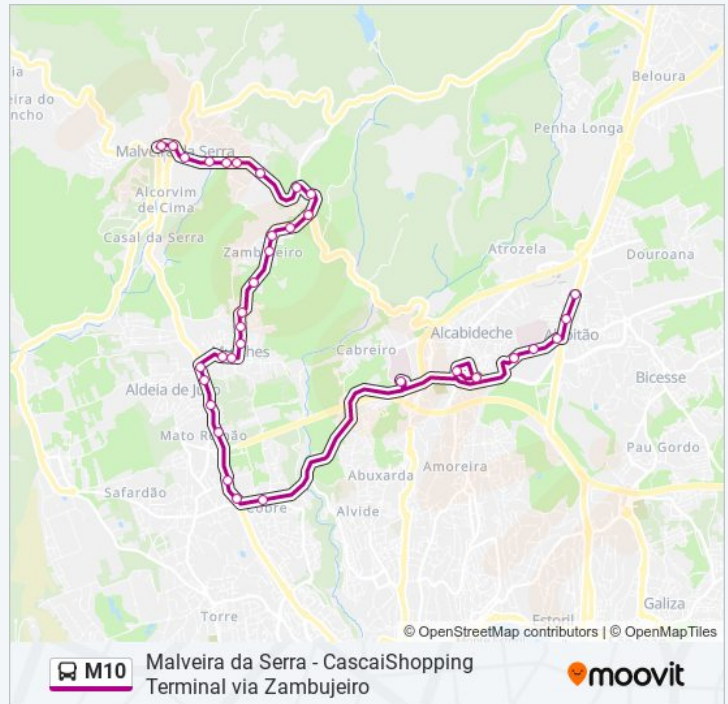 ia
eira do
ncho
Beloura
Penha Longa
Malveira da Serra
Alcorvim
de Cima
Casal da Serra
Atrozela
Douroana
Alcabideche
Cabreiro
Aldeia de
Bicesse
Mato
Pau Gordo
Amoreira
Abuxarda
Safardão
Alvide
Torre
Estoril
Galiza
© OpenStreetMap contributors | © OpenMapTiles
M10
Malveira da Serra - CascaiShopping
Terminal via Zambujeiro
moovit